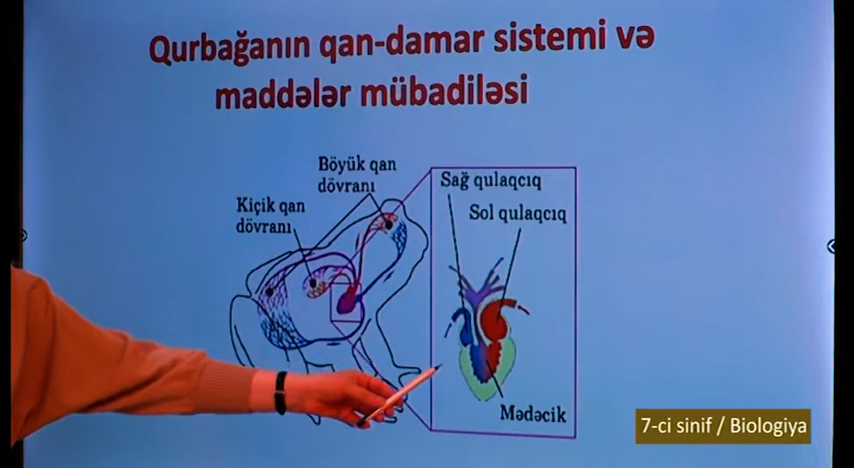 Qurbağanın qan-damar sistemi və
maddələr mübadiləsi
Böyük qan
dövranı
Kiçik qan
dövranı
Sağ qulaqcıq
Sol qulaqcıq
Mədəcik
7-ci sinif / Biologiya